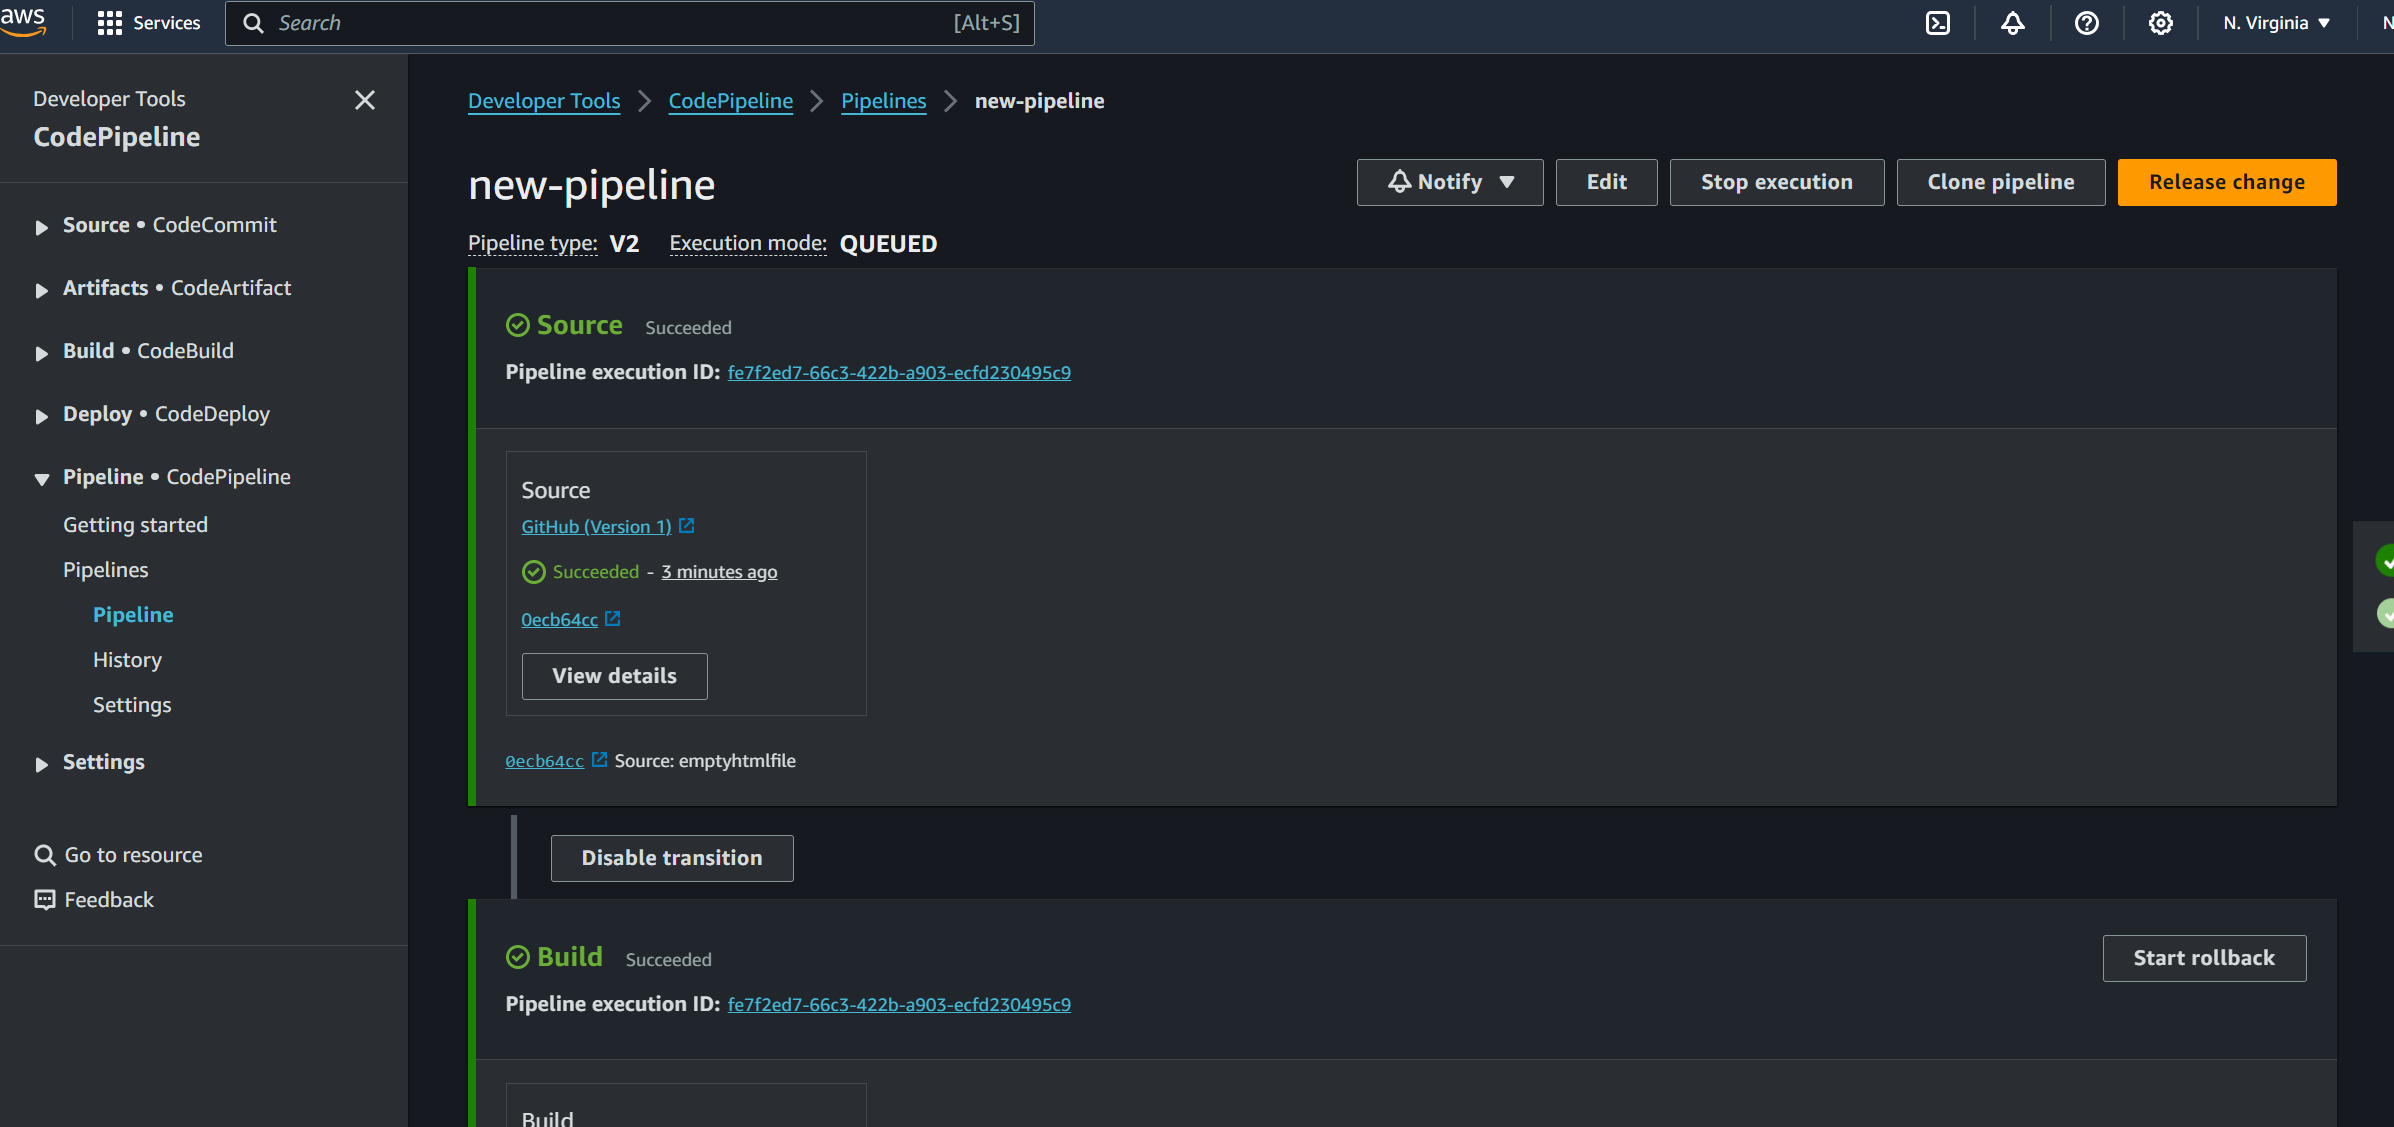 aws
Services
Search [Alt+S]
N. Virginia
Developer Tools
CodePipeline
Source • CodeCommit
Artifacts • CodeArtifact
Build • CodeBuild
Deploy • CodeDeploy
Pipeline • CodePipeline
Getting started
Pipelines
Pipeline
History
Settings
Settings
Go to resource
Feedback
Developer Tools CodePipeline Pipelines new-pipeline
new-pipeline
Notify Edit Stop execution Clone pipeline Release change
Pipeline type: V2 Execution mode: QUEUED
Source Succeeded
Pipeline execution ID: fe7f2ed7-66c3-422b-a903-ecfd230495c9
Source
GitHub (Version 1)
Succeeded - 3 minutes ago
0ecb64cc
View details
0ecb64cc Source: emptyhtmlfile
Disable transition
Build Succeeded
Start rollback
Pipeline execution ID: fe7f2ed7-66c3-422b-a903-ecfd230495c9
Build